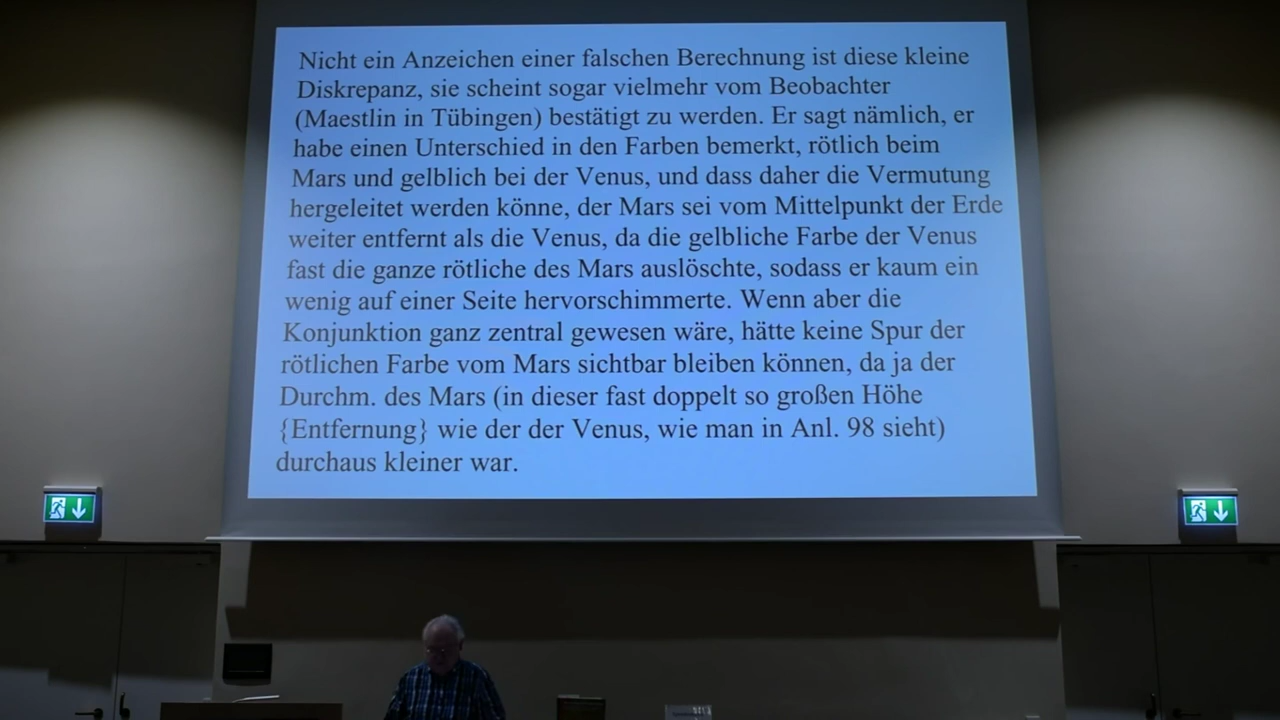 Nicht ein Anzeichen einer falschen Berechnung ist diese kleine
Diskrepanz, sie scheint sogar vielmehr vom Beobachter
(Maestlin in Tübingen) bestätigt zu werden. Er sagt nämlich, er
habe einen Unterschied in den Farben bemerkt, rötlich beim
Mars und gelblich bei der Venus, und dass daher die Vermutung
hergeleitet werden könne, der Mars sei vom Mittelpunkt der Erde
weiter entfernt als die Venus, da die gelbliche Farbe der Venus
fast die ganze rötliche des Mars auslöschte, sodass er kaum ein
wenig auf einer Seite hervorschimmerte. Wenn aber die
Konjunktion ganz zentral gewesen wäre, hätte keine Spur der
rötlichen Farbe vom Mars sichtbar bleiben können, da ja der
Durchm. des Mars (in dieser fast doppelt so großen Höhe
{Entfernung} wie der der Venus, wie man in Anl. 98 sieht)
durchaus kleiner war.